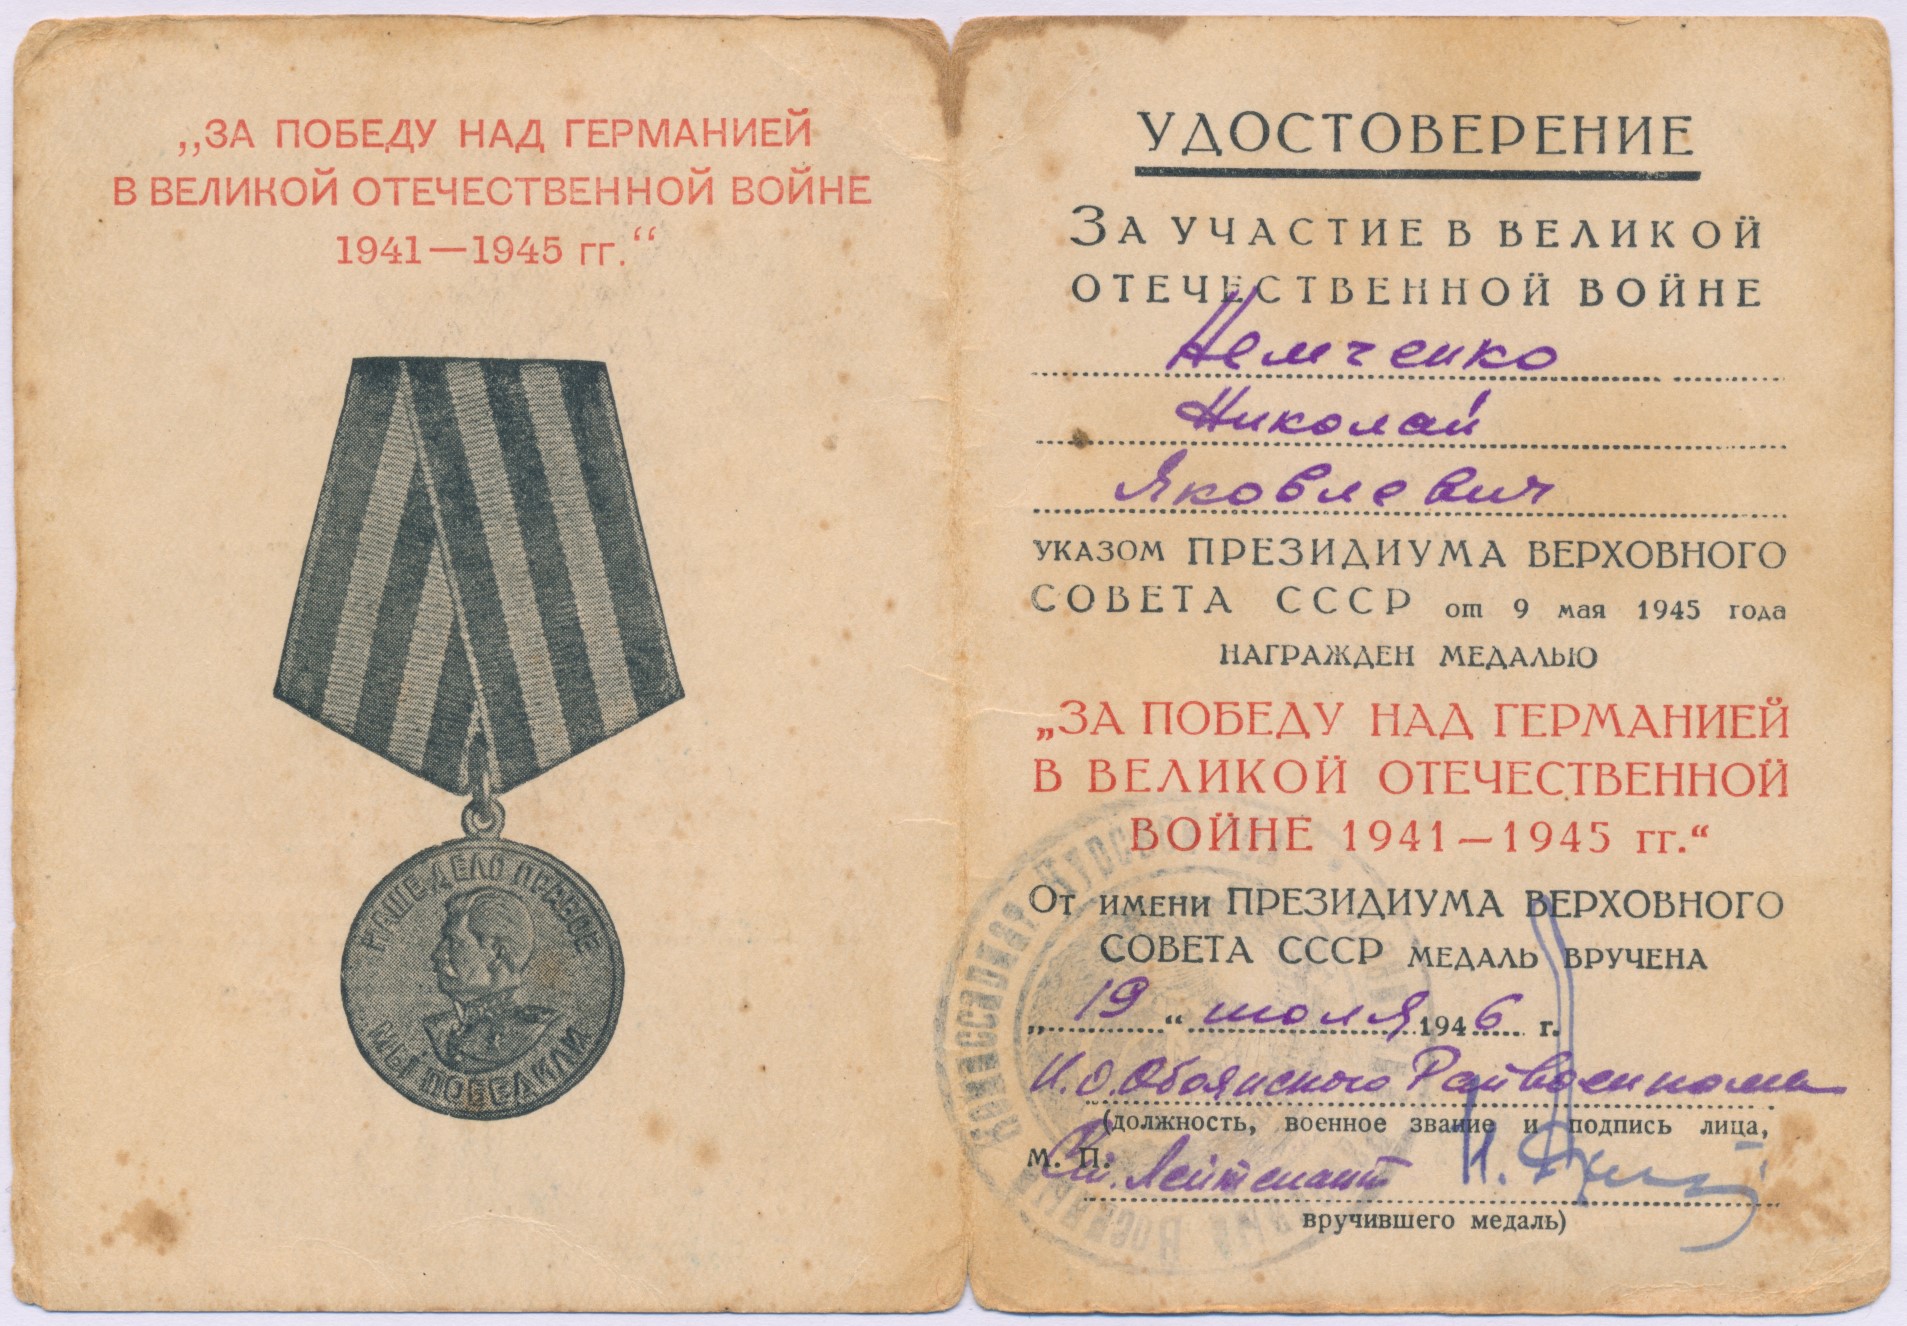 „ЗА ПОБЕДУ НАД ГЕРМАНИЕЙ
В ВЕЛИКОЙ ОТЕЧЕСТВЕННОЙ ВОЙНЕ
1941—1945 гг.“
НАШЕ ДЕЛО ПРАВОЕ
МЫ ПОБЕДИЛИ
УДОСТОВЕРЕНИЕ
ЗА УЧАСТИЕ В ВЕЛИКОЙ
ОТЕЧЕСТВЕННОЙ ВОЙНЕ
Немченко
Николай
Яковлевич
УКАЗОМ ПРЕЗИДИУМА ВЕРХОВНОГО
СОВЕТА СССР от 9 мая 1945 года
НАГРАЖДЕН МЕДАЛЬЮ
„ЗА ПОБЕДУ НАД ГЕРМАНИЕЙ
В ВЕЛИКОЙ ОТЕЧЕСТВЕННОЙ
ВОЙНЕ 1941—1945 гг.“
От ИМЕНИ ПРЕЗИДИУМА ВЕРХОВНОГО
СОВЕТА СССР МЕДАЛЬ ВРУЧЕНА
„19“ июля 1946 г.
И.О. Обоянского Райвоенкома
(должность, военное звание и подпись лица,
М. П.
Ст. Лейтенант
вручившего медаль)